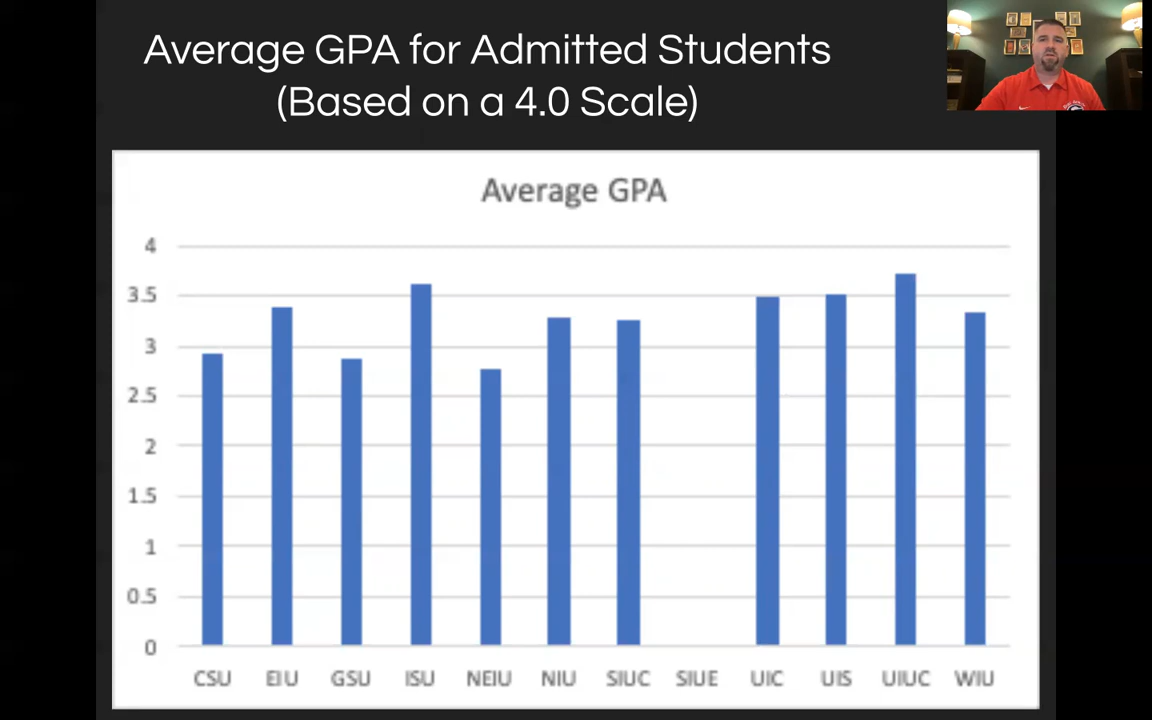 Average GPA for Admitted Students
(Based on a 4.0 Scale)
Average GPA
4
3.5
3
2.5
2
1.5
1
0.5
0
CSU EIU GSU ISU NEIU NIU SIUC SIUE UIC UIS UIUC WIU